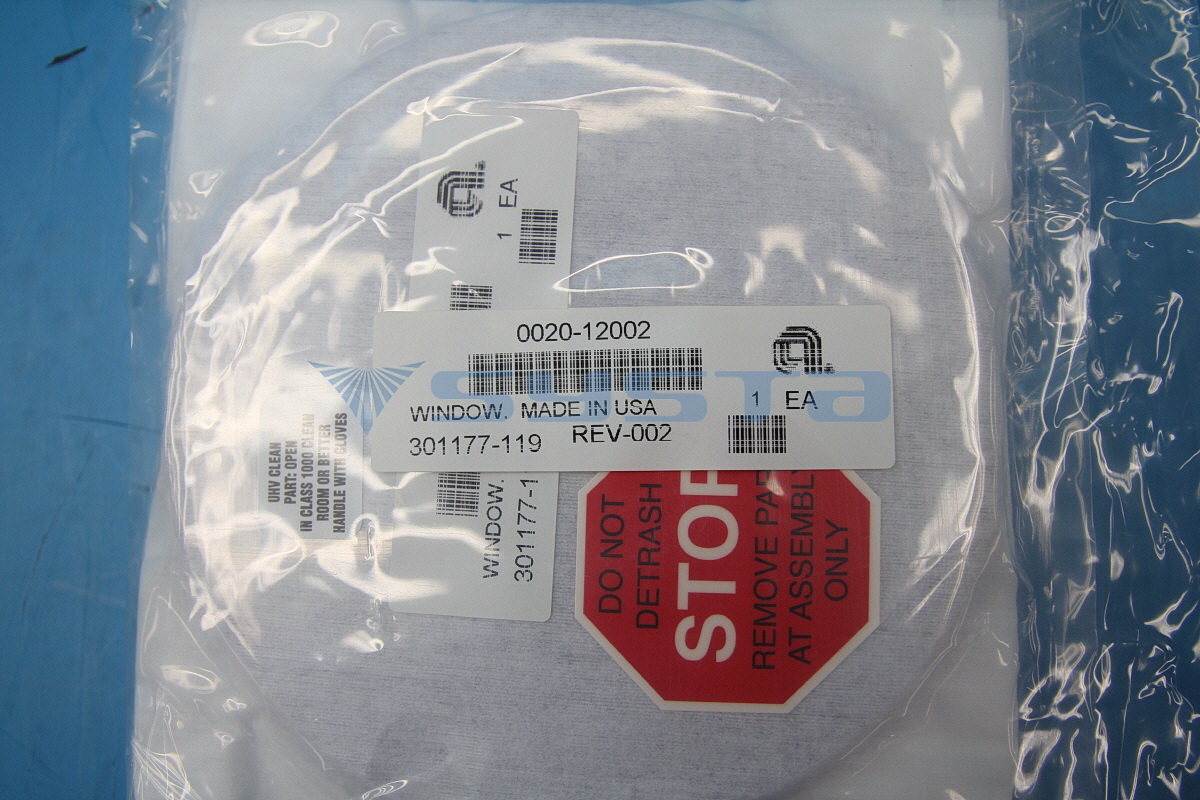 1 EA
0020-12002
WINDOW. MADE IN USA
301177-119 REV-002
1 EA
systa
WINDOW.
301177-1
UHV CLEAN
PART: OPEN
IN CLASS 1000 CLEAN
ROOM OR BETTER
HANDLE WITH GLOVES
DO NOT
DETRASH
STOP
REMOVE PAR
AT ASSEMBLY
ONLY